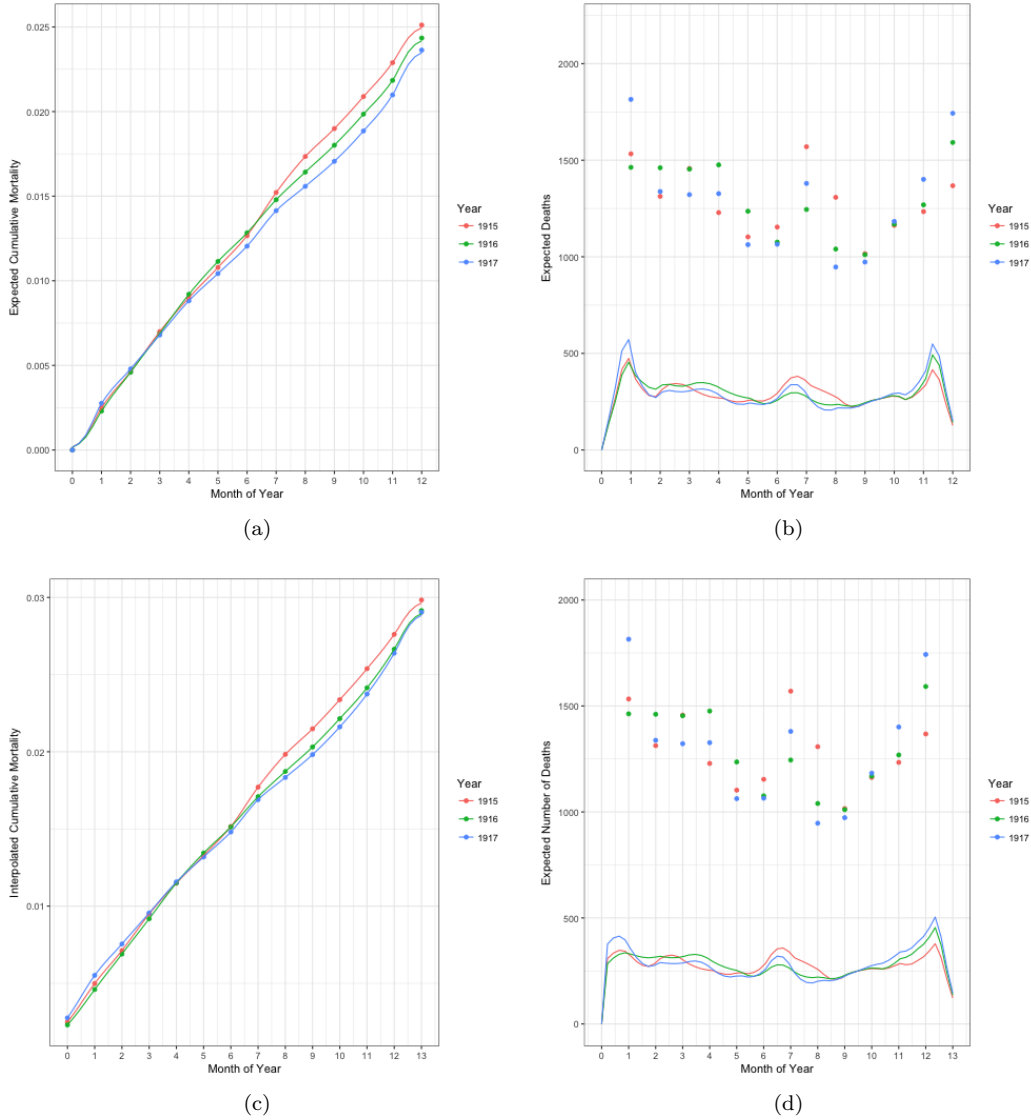 0.025
0.020
0.015
0.010
0.005
0.000
Expected Cumulative Mortality
0 1 2 3 4 5 6 7 8 9 10 11 12
Month of Year
Year
1915
1916
1917
(a)
2000
1500
1000
500
0
Expected Deaths
0 1 2 3 4 5 6 7 8 9 10 11 12
Month of Year
Year
1915
1916
1917
(b)
0.03
0.02
0.01
Interpolated Cumulative Mortality
0 1 2 3 4 5 6 7 8 9 10 11 12 13
Month of Year
Year
1915
1916
1917
(c)
2000
1500
1000
500
0
Expected Number of Deaths
0 1 2 3 4 5 6 7 8 9 10 11 12 13
Month of Year
Year
1915
1916
1917
(d)